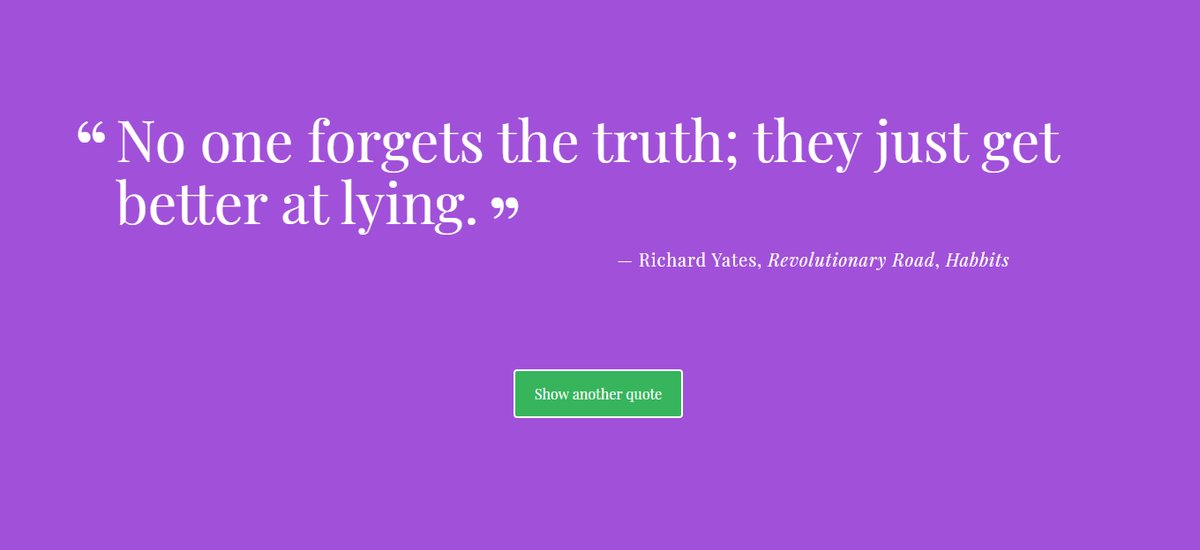 “ No one forgets the truth; they just get
better at lying. ”
— Richard Yates, Revolutionary Road, Habbits
Show another quote